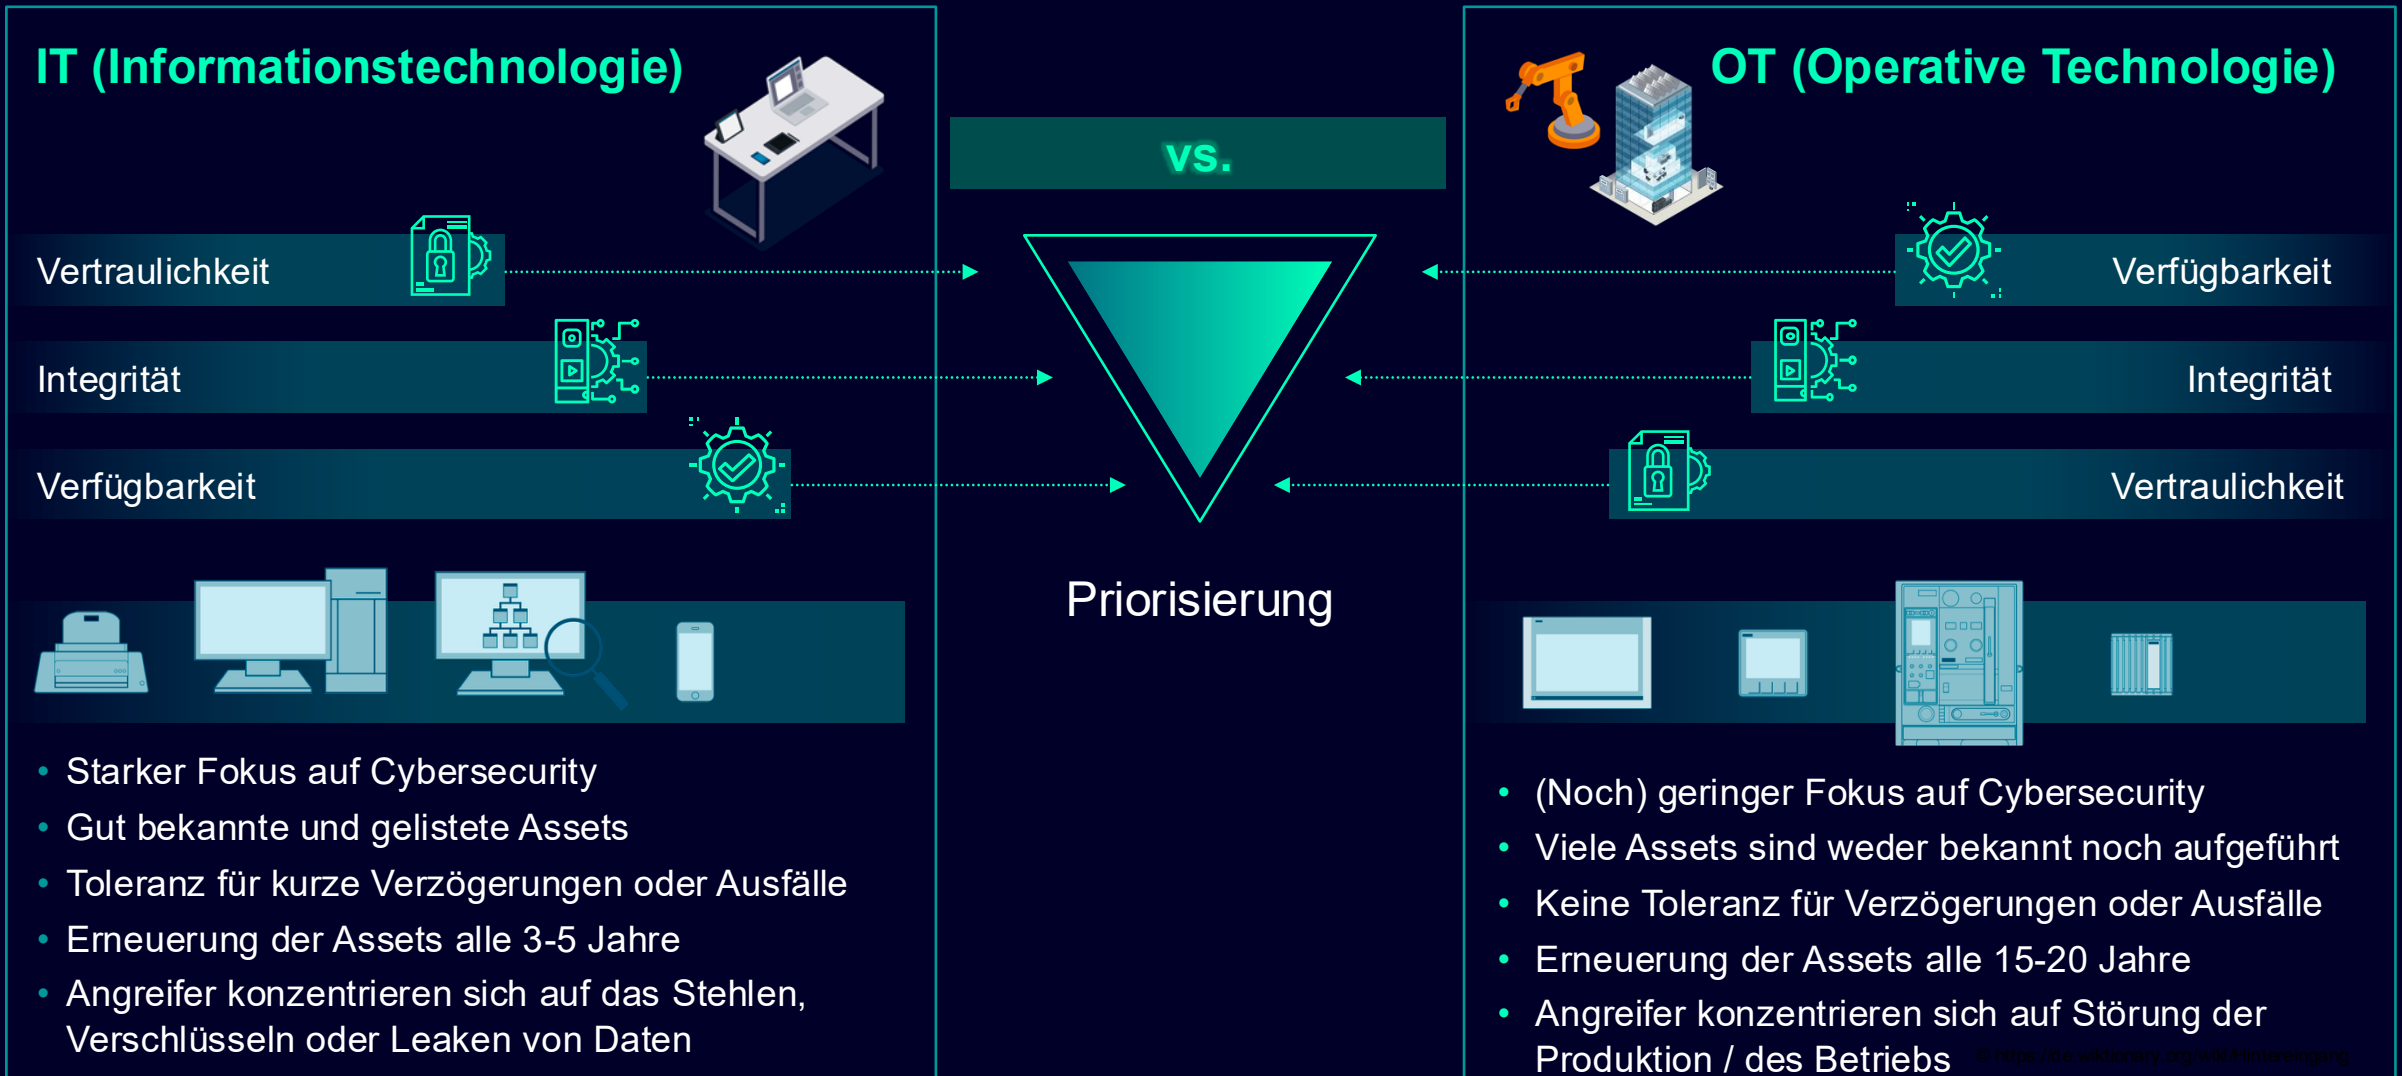 IT (Informationstechnologie)
vs.
OT (Operative Technologie)
Vertraulichkeit
Integrität
Verfügbarkeit
Verfügbarkeit
Integrität
Vertraulichkeit
Priorisierung
• Starker Fokus auf Cybersecurity
• Gut bekannte und gelistete Assets
• Toleranz für kurze Verzögerungen oder Ausfälle
• Erneuerung der Assets alle 3-5 Jahre
• Angreifer konzentrieren sich auf das Stehlen,
Verschlüsseln oder Leaken von Daten
• (Noch) geringer Fokus auf Cybersecurity
• Viele Assets sind weder bekannt noch aufgeführt
• Keine Toleranz für Verzögerungen oder Ausfälle
• Erneuerung der Assets alle 15-20 Jahre
• Angreifer konzentrieren sich auf Störung der
Produktion / des Betriebs